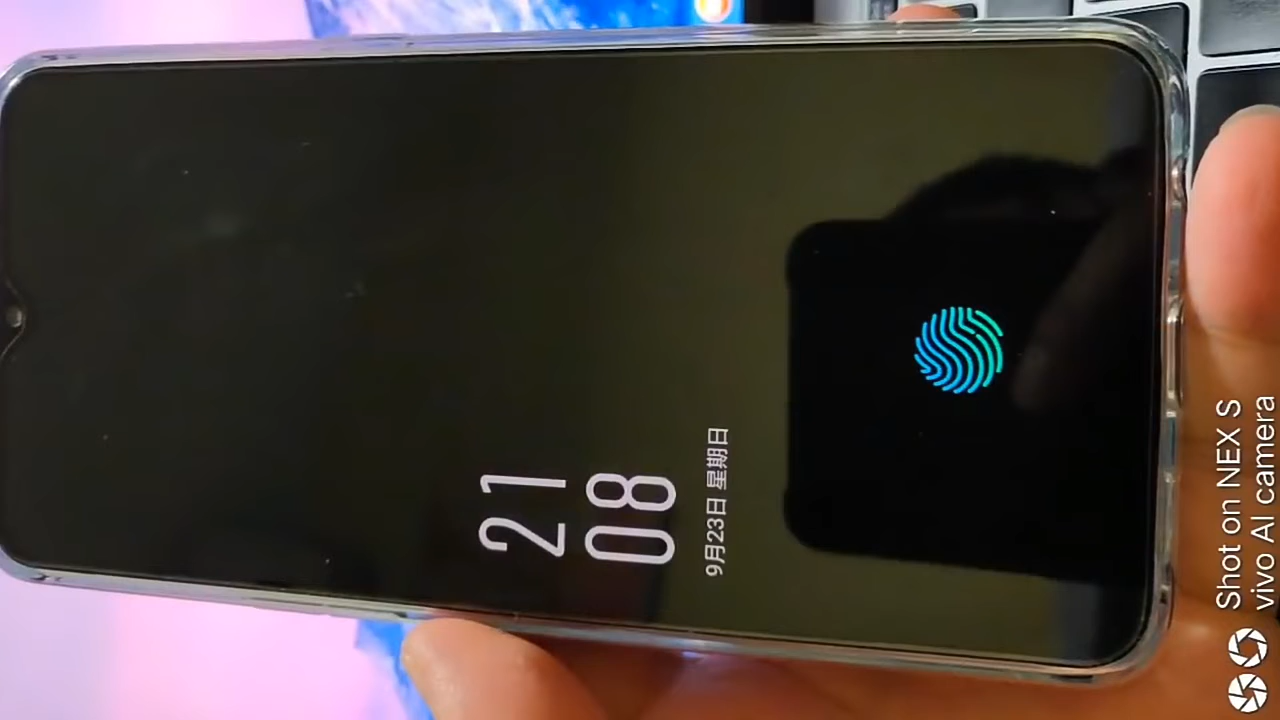 21
08
9月23日 星期日
Shot on NEX S
vivo AI camera